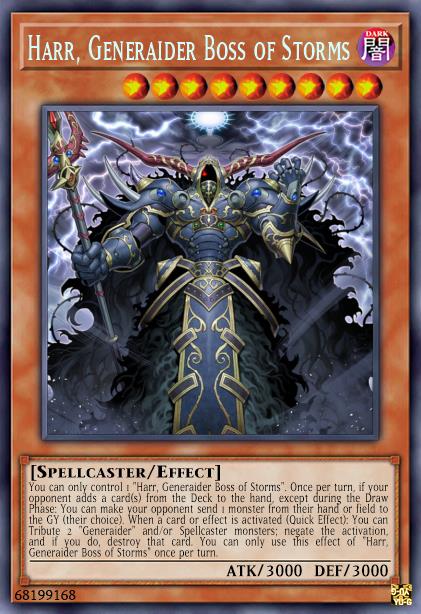 Harr, Generaider Boss of Storms
DARK
闇
[Spellcaster/Effect]
You can only control 1 "Harr, Generaider Boss of Storms". Once per turn, if your
opponent adds a card(s) from the Deck to the hand, except during the Draw
Phase: You can make your opponent send 1 monster from their hand or field to
the GY (their choice). When a card or effect is activated (Quick Effect): You can
Tribute 2 "Generaider" and/or Spellcaster monsters; negate the activation,
and if you do, destroy that card. You can only use this effect of "Harr,
Generaider Boss of Storms" once per turn.
ATK/3000 DEF/3000
68199168